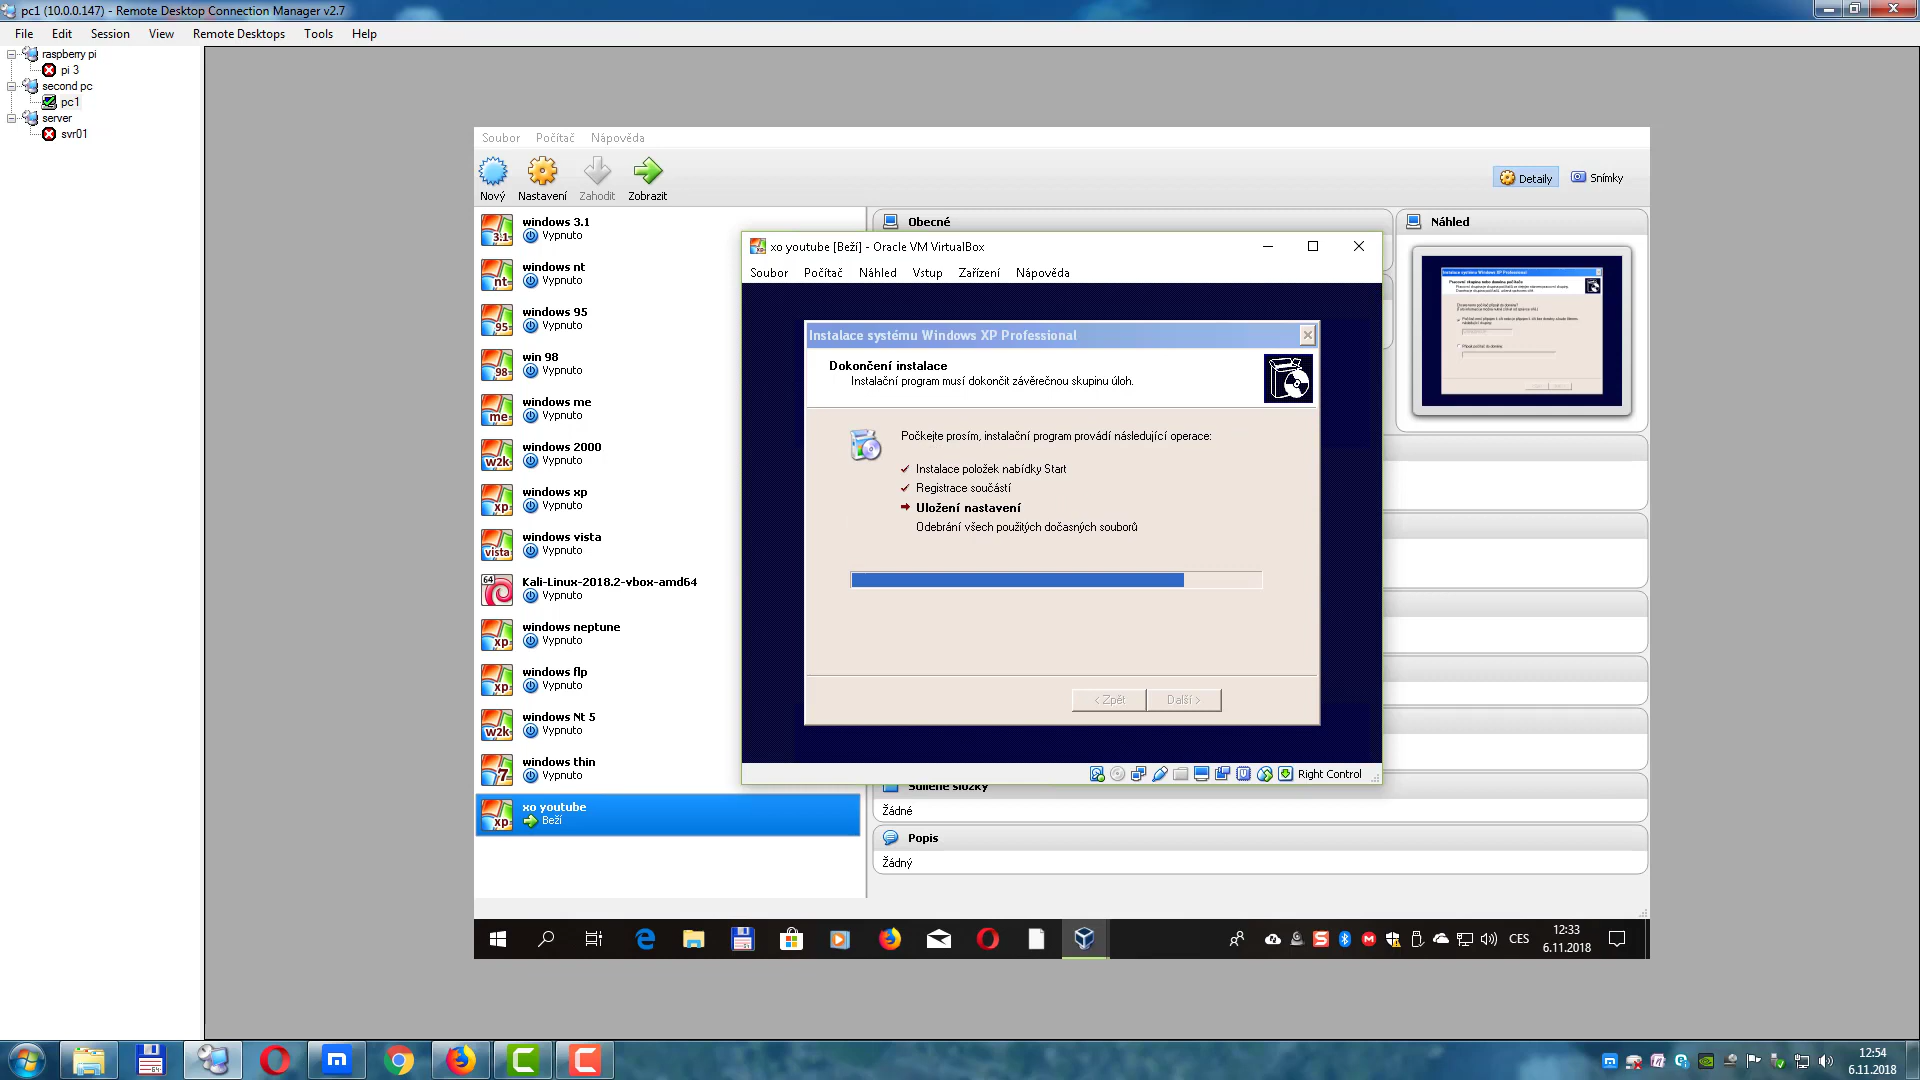 pc1 (10.0.0.147) - Remote Desktop Connection Manager v2.7
File Edit Session View Remote Desktops Tools Help
raspberry pi
pi 3
second pc
pc1
server
svr01
Soubor Počítač Nápověda
Nový Nastavení Zahodit Zobrazit
Detaily Snímky
windows 3.1
Vypnuto
windows nt
Vypnuto
windows 95
Vypnuto
win 98
Vypnuto
windows me
Vypnuto
windows 2000
Vypnuto
windows xp
Vypnuto
windows vista
Vypnuto
Kali-Linux-2018.2-vbox-amd64
Vypnuto
windows neptune
Vypnuto
windows flp
Vypnuto
windows Nt 5
Vypnuto
windows thin
Vypnuto
xo youtube
Beží
Obecné
Náhled
xo youtube [Beží] - Oracle VM VirtualBox
Soubor Počítač Náhled Vstup Zařízení Nápověda
Instalace systému Windows XP Professional
Dokončení instalace
Instalační program musí dokončit závěrečnou skupinu úloh.
Počkejte prosím, instalační program provádí následující operace:
Instalace položek nabídky Start
Registrace součástí
Uložení nastavení
Odebrání všech použitých dočasných souborů
< Zpět Další >
Right Control
Sdílené složky
Žádné
Popis
Žádný
CES
12:33
6.11.2018
12:54
6.11.2018